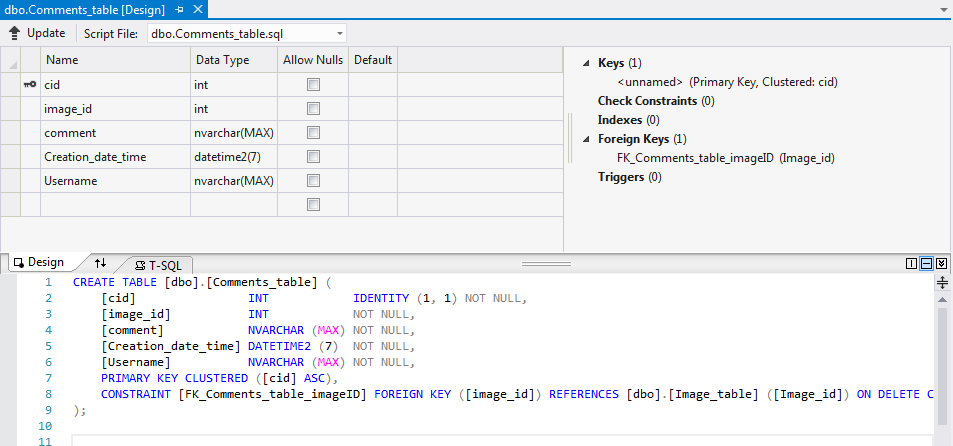 dbo.Comments_table [Design]
Update Script File: dbo.Comments_table.sql
Name Data Type Allow Nulls Default
cid int
image_id int
comment nvarchar(MAX)
Creation_date_time datetime2(7)
Username nvarchar(MAX)
Keys (1)
<unnamed> (Primary Key, Clustered: cid)
Check Constraints (0)
Indexes (0)
Foreign Keys (1)
FK_Comments_table_imageID (Image_id)
Triggers (0)
Design T-SQL
1 CREATE TABLE [dbo].[Comments_table] (
2 [cid] INT IDENTITY (1, 1) NOT NULL,
3 [image_id] INT NOT NULL,
4 [comment] NVARCHAR (MAX) NOT NULL,
5 [Creation_date_time] DATETIME2 (7) NOT NULL,
6 [Username] NVARCHAR (MAX) NOT NULL,
7 PRIMARY KEY CLUSTERED ([cid] ASC),
8 CONSTRAINT [FK_Comments_table_imageID] FOREIGN KEY ([image_id]) REFERENCES [dbo].[Image_table] ([Image_id]) ON DELETE C
9 );
10
11